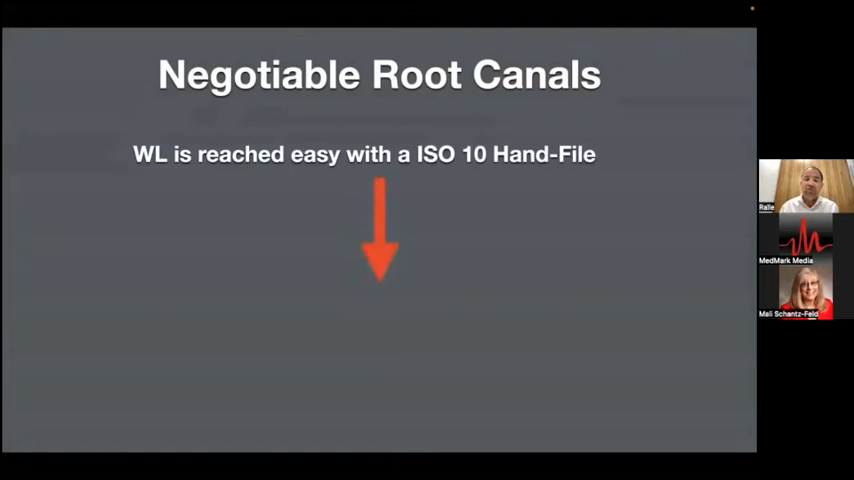 Negotiable Root Canals
WL is reached easy with a ISO 10 Hand-File
Ralle
MedMark Media
Mali Schantz-Feld